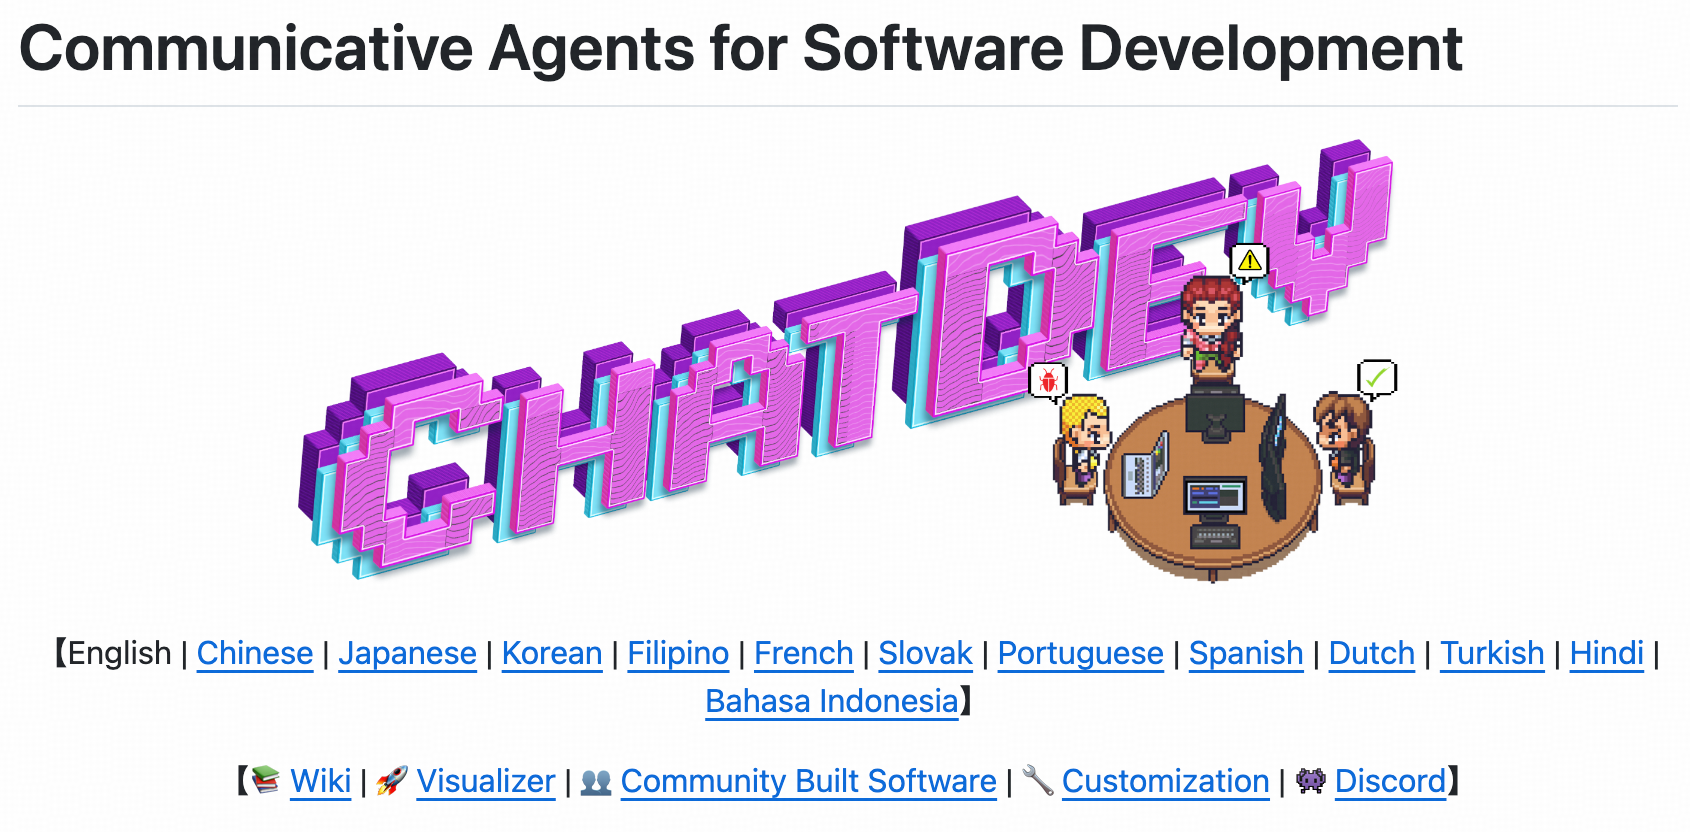 Communicative Agents for Software Development
CHATDEV
【English | Chinese | Japanese | Korean | Filipino | French | Slovak | Portuguese | Spanish | Dutch | Turkish | Hindi |
Bahasa Indonesia】
【📚 Wiki | 🚀 Visualizer | 👥 Community Built Software | 🔧 Customization | 👾 Discord】